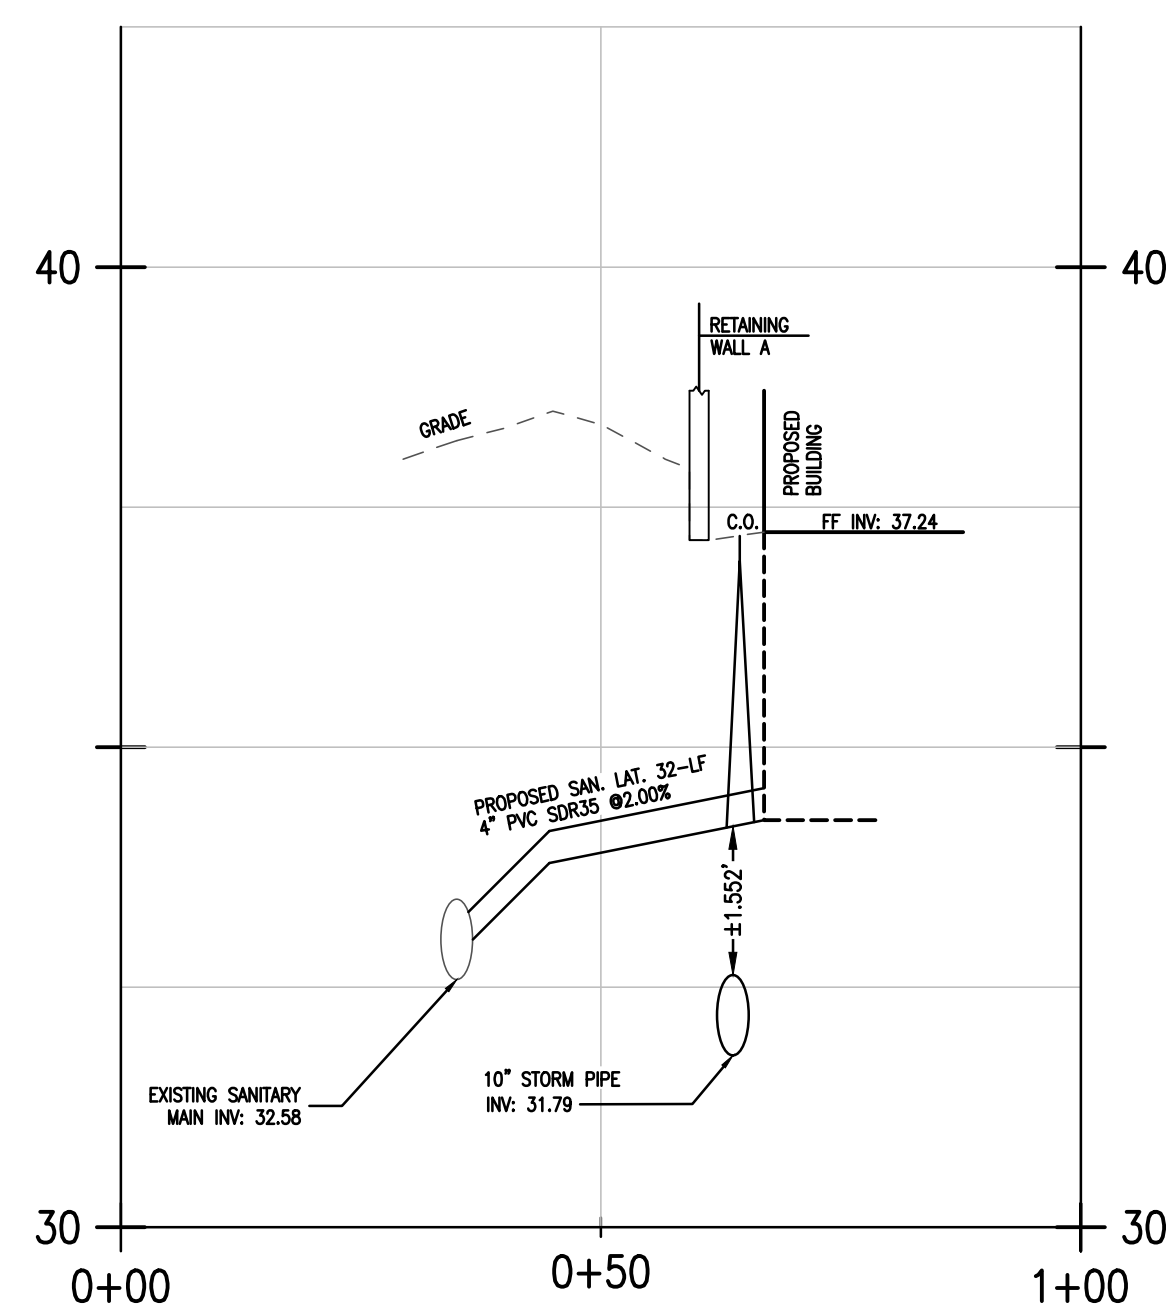 40
40
RETAINING
WALL A
GRADE
PROPOSED
BUILDING
C.O.
FF INV: 37.24
PROPOSED SAN. LAT. 32-LF
4" PVC SDR35 @2.00%
±1.552'
10" STORM PIPE
INV: 31.79
EXISTING SANITARY
MAIN INV: 32.58
30
30
0+00
0+50
1+00